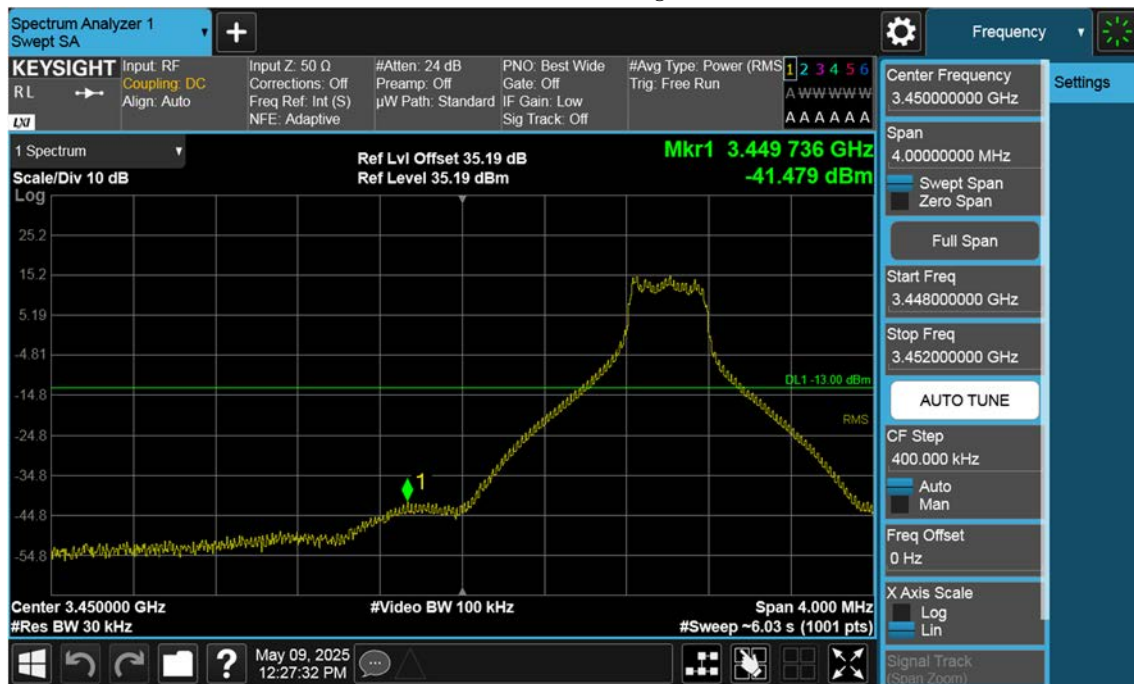 Spectrum Analyzer 1
Swept SA
+
Frequency
KEYSIGHT
RL
LXI
Input: RF
Coupling: DC
Align: Auto
Input Z: 50 Ω
Corrections: Off
Freq Ref: Int (S)
NFE: Adaptive
#Atten: 24 dB
Preamp: Off
µW Path: Standard
PNO: Best Wide
Gate: Off
IF Gain: Low
Sig Track: Off
#Avg Type: Power (RMS
Trig: Free Run
1 2 3 4 5 6
A W W W W W
A A A A A A
1 Spectrum
Scale/Div 10 dB
Ref Lvl Offset 35.19 dB
Ref Level 35.19 dBm
Mkr1 3.449 736 GHz
-41.479 dBm
Log
25.2
15.2
5.19
-4.81
-14.8
-24.8
-34.8
-44.8
-54.8
DL1 -13.00 dBm
RMS
1
Center 3.450000 GHz
#Res BW 30 kHz
#Video BW 100 kHz
Span 4.000 MHz
#Sweep ~6.03 s (1001 pts)
Center Frequency
3.450000000 GHz
Settings
Span
4.00000000 MHz
Swept Span
Zero Span
Full Span
Start Freq
3.448000000 GHz
Stop Freq
3.452000000 GHz
AUTO TUNE
CF Step
400.000 kHz
Auto
Man
Freq Offset
0 Hz
X Axis Scale
Log
Lin
Signal Track
(Span Zoom)
?
May 09, 2025
12:27:32 PM